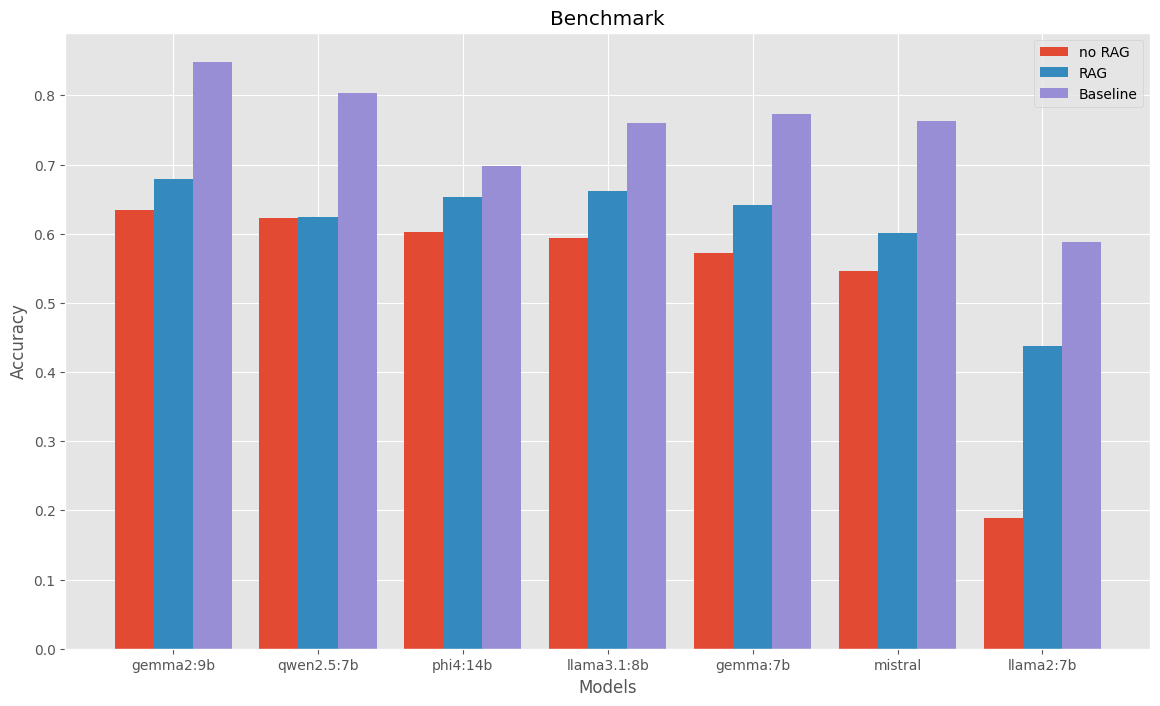 Benchmark
no RAG
RAG
Baseline
Accuracy
0.8
0.7
0.6
0.5
0.4
0.3
0.2
0.1
0.0
gemma2:9b qwen2.5:7b phi4:14b llama3.1:8b gemma:7b mistral llama2:7b
Models